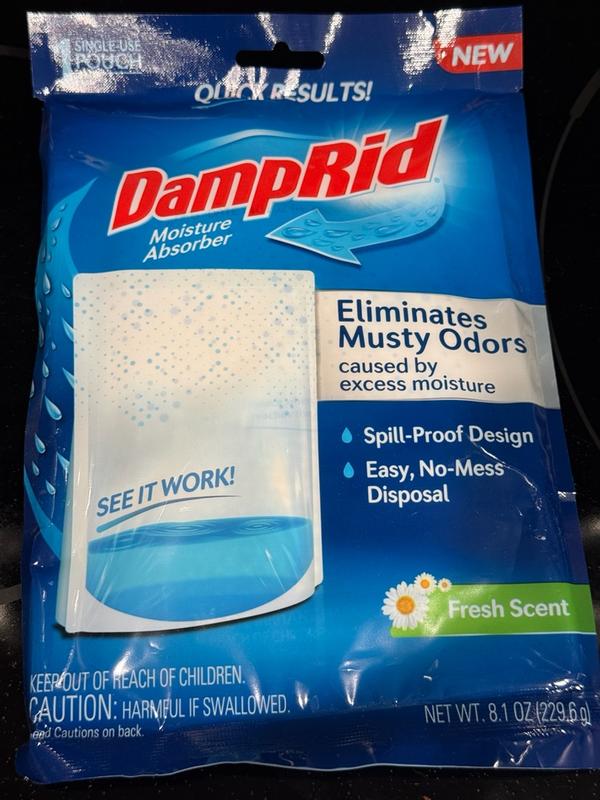 1 SINGLE-USE
POUCH
NEW
QUICK RESULTS!
DampRid
Moisture
Absorber
Eliminates
Musty Odors
caused by
excess moisture
Spill-Proof Design
Easy, No-Mess
Disposal
SEE IT WORK!
Fresh Scent
KEEP OUT OF REACH OF CHILDREN.
CAUTION: HARMFUL IF SWALLOWED.
and Cautions on back.
NET WT. 8.1 OZ (229.6 g)